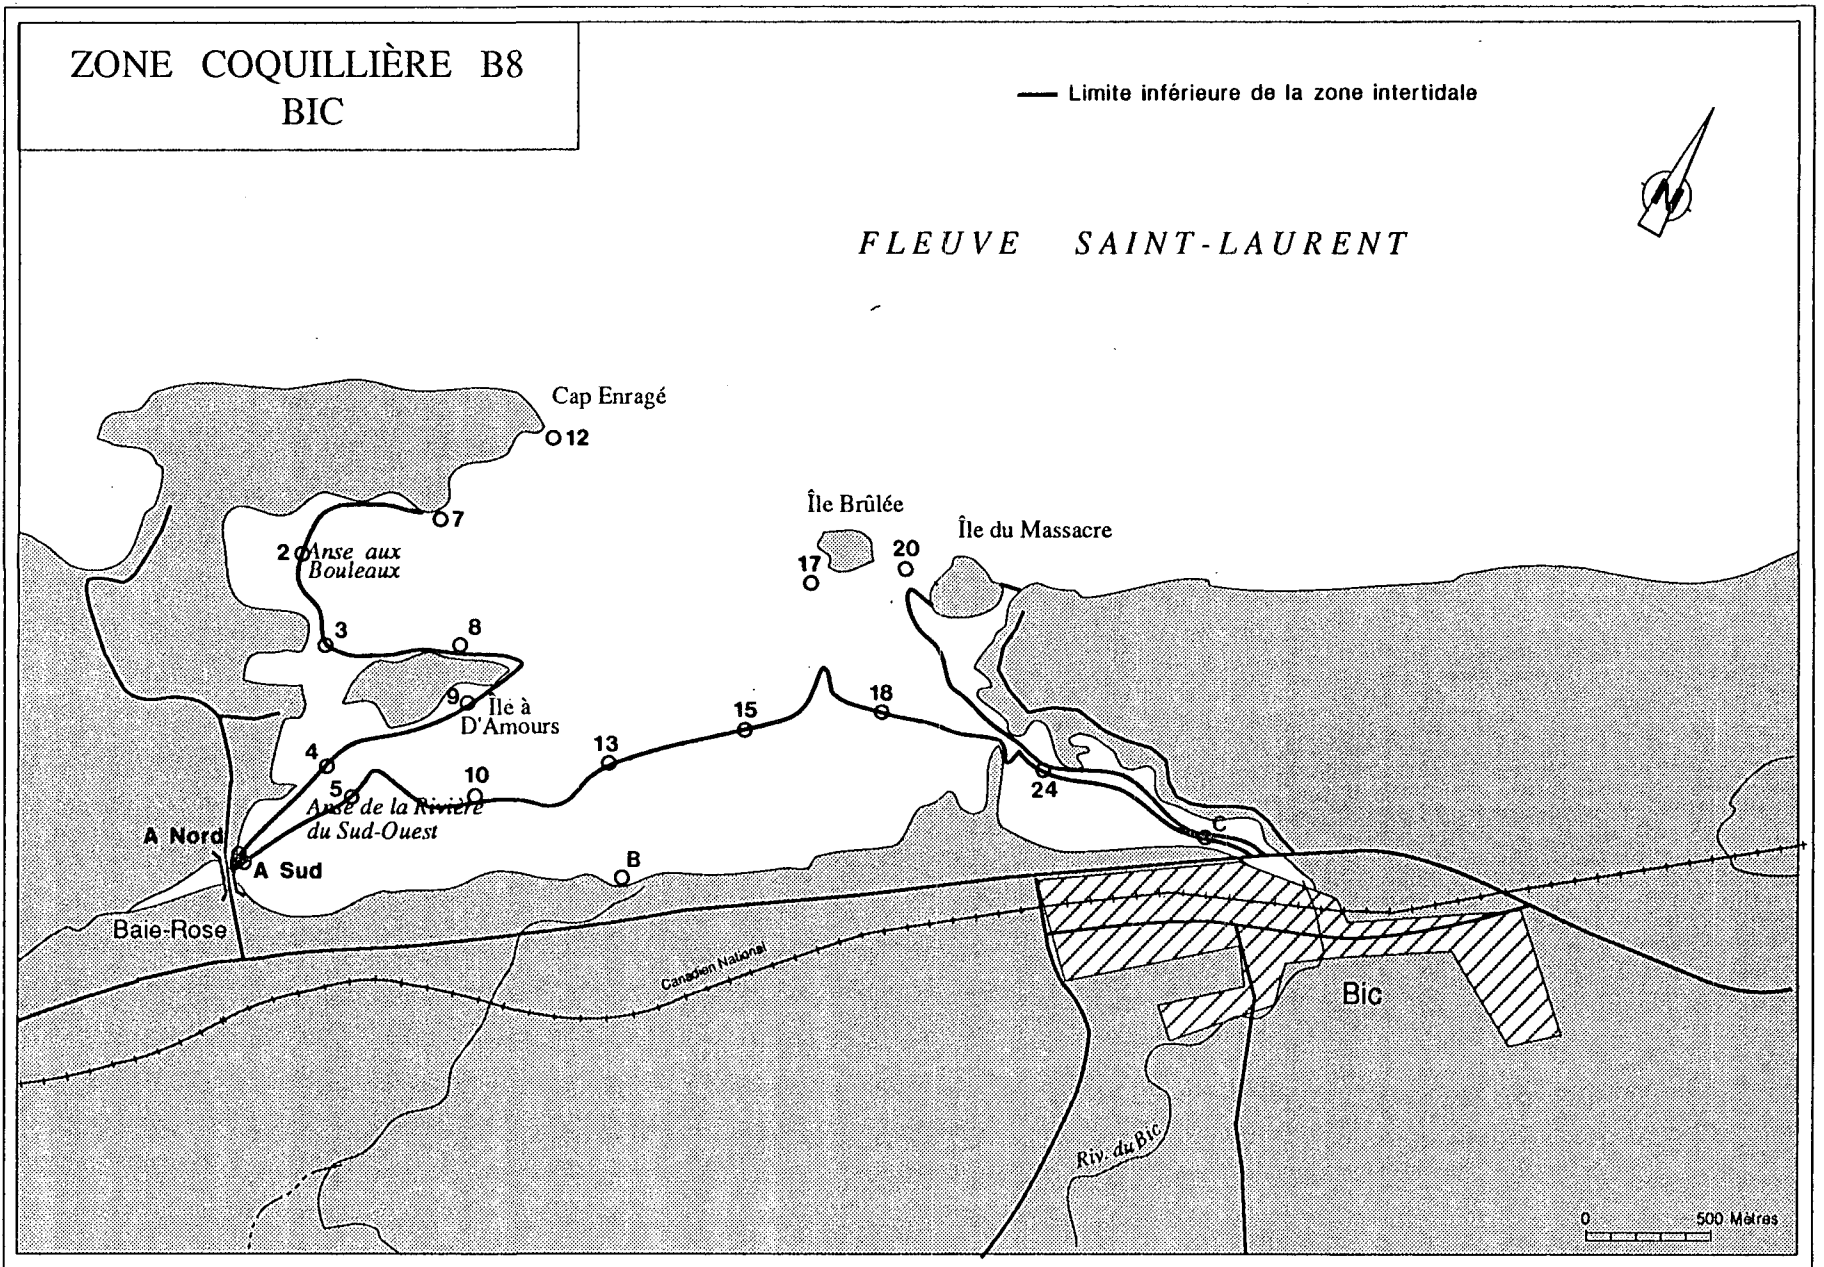 ZONE COQUILLIÈRE B8
BIC
Limite inférieure de la zone intertidale
N
FLEUVE SAINT-LAURENT
Cap Enragé
12
7
Île Brûlée
Île du Massacre
20
17
2
Anse aux
Bouleaux
3
8
9
Île à
D'Amours
18
15
13
4
10
5
24
Anse de la Rivière
du Sud-Ouest
C
A Nord
A Sud
B
Baie-Rose
Canadien National
Bic
Riv. du Bic
0 500 Mètres